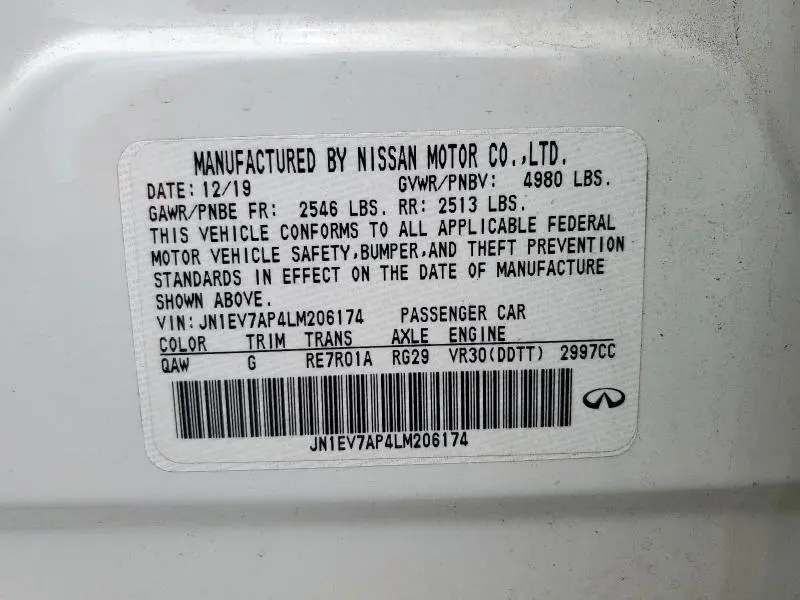 MANUFACTURED BY NISSAN MOTOR CO.,LTD.
DATE: 12/19 GVWR/PNBV: 4980 LBS.
GAWR/PNBE FR: 2546 LBS. RR: 2513 LBS.
THIS VEHICLE CONFORMS TO ALL APPLICABLE FEDERAL
MOTOR VEHICLE SAFETY,BUMPER,AND THEFT PREVENTION
STANDARDS IN EFFECT ON THE DATE OF MANUFACTURE
SHOWN ABOVE.
VIN:JN1EV7AP4LM206174 PASSENGER CAR
COLOR TRIM TRANS AXLE ENGINE
QAW G RE7R01A RG29 VR30(DDTT) 2997CC
JN1EV7AP4LM206174